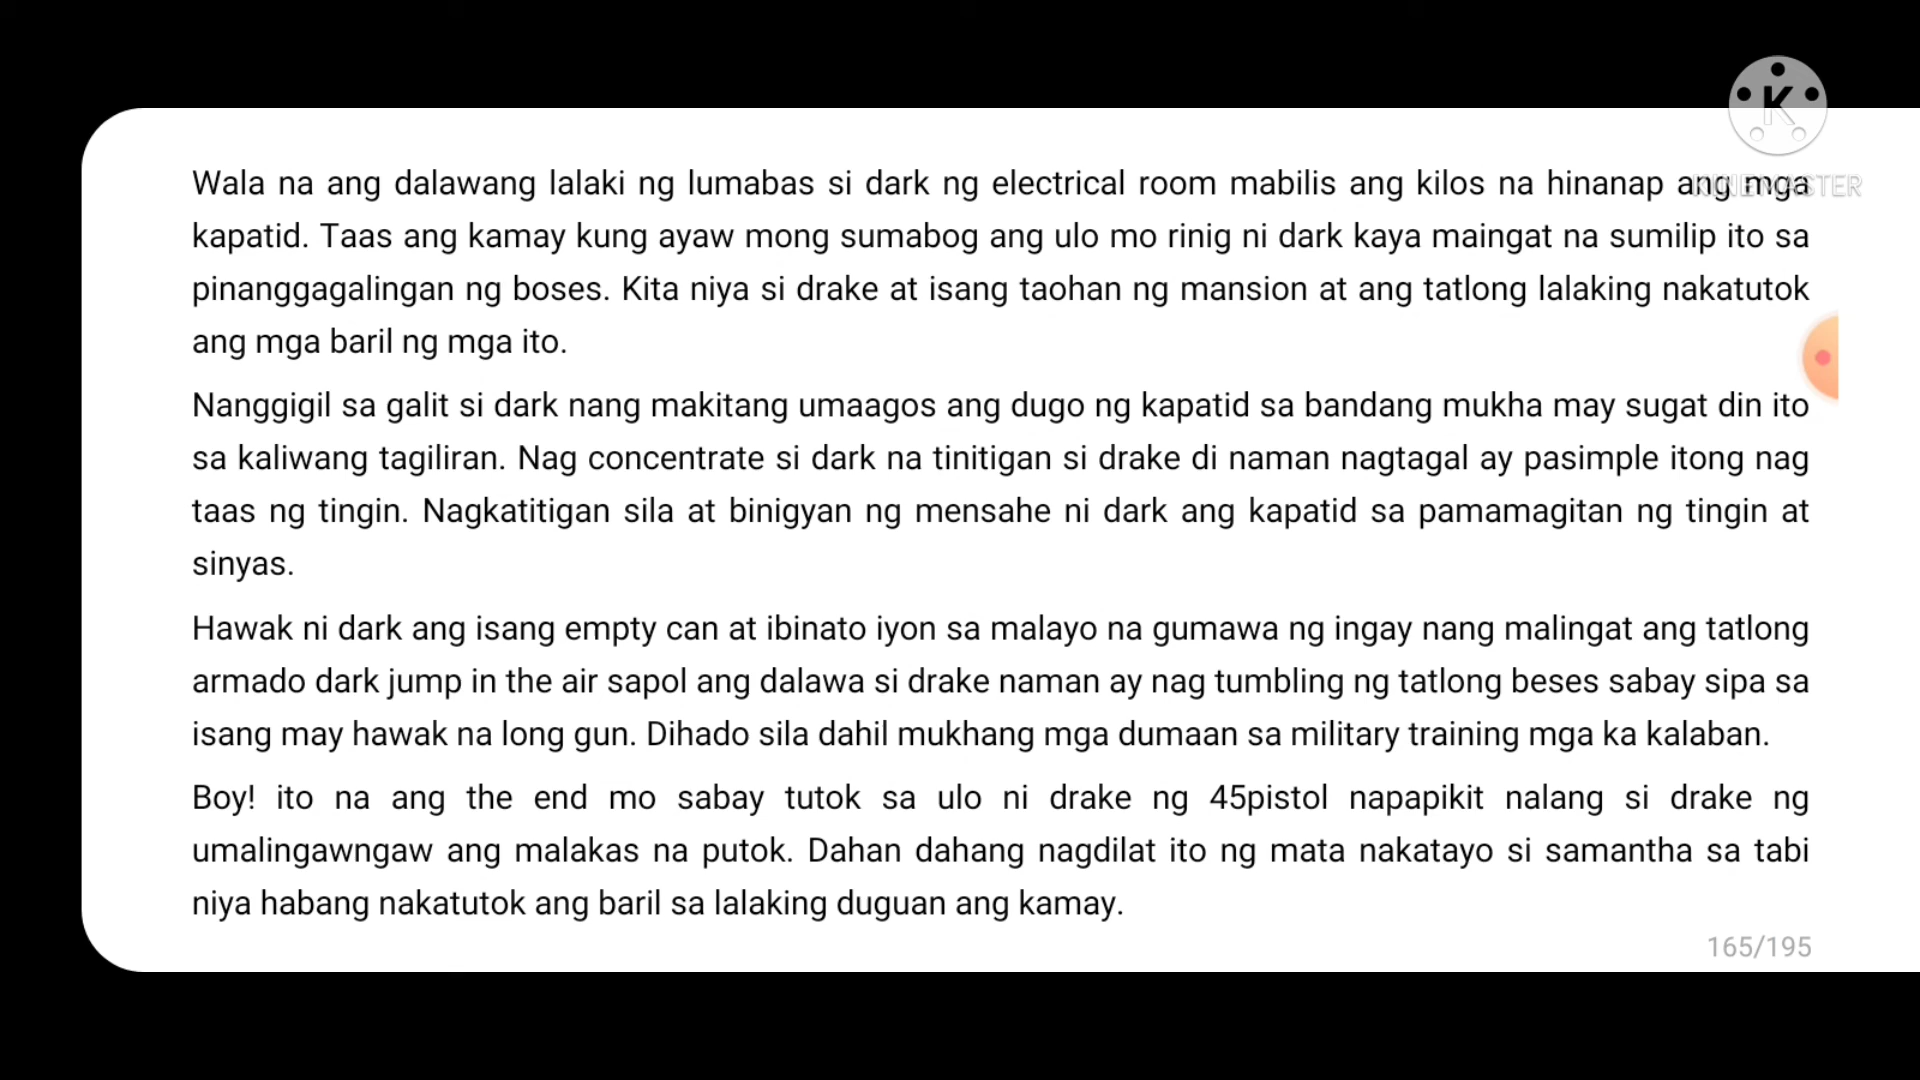 K
KINEMASTER
Wala na ang dalawang lalaki ng lumabas si dark ng electrical room mabilis ang kilos na hinanap ang mga
kapatid. Taas ang kamay kung ayaw mong sumabog ang ulo mo rinig ni dark kaya maingat na sumilip ito sa
pinanggagalingan ng boses. Kita niya si drake at isang taohan ng mansion at ang tatlong lalaking nakatutok
ang mga baril ng mga ito.
Nanggigil sa galit si dark nang makitang umaagos ang dugo ng kapatid sa bandang mukha may sugat din ito
sa kaliwang tagiliran. Nag concentrate si dark na tinitigan si drake di naman nagtagal ay pasimple itong nag
taas ng tingin. Nagkatitigan sila at binigyan ng mensahe ni dark ang kapatid sa pamamagitan ng tingin at
sinyas.
Hawak ni dark ang isang empty can at ibinato iyon sa malayo na gumawa ng ingay nang malingat ang tatlong
armado dark jump in the air sapol ang dalawa si drake naman ay nag tumbling ng tatlong beses sabay sipa sa
isang may hawak na long gun. Dihado sila dahil mukhang mga dumaan sa military training mga ka kalaban.
Boy! ito na ang the end mo sabay tutok sa ulo ni drake ng 45pistol napapikit nalang si drake ng
umalingawngaw ang malakas na putok. Dahan dahang nagdilat ito ng mata nakatayo si samantha sa tabi
niya habang nakatutok ang baril sa lalaking duguan ang kamay.
165/195